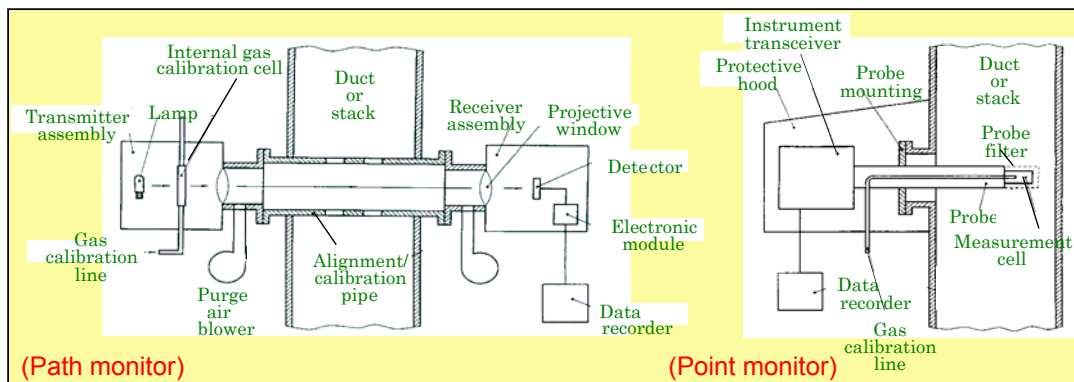 Internal gas
calibration cell
Lamp
Transmitter
assembly
Duct
or
stack
Receiver
assembly
Projective
window
Detector
Electronic
module
Gas
calibration
line
Purge
air
blower
Alignment/
calibration
pipe
Data
recorder
(Path monitor)
Instrument
transceiver
Protective
hood
Probe
mounting
Duct
or
stack
Probe
filter
Probe
Measurement
cell
Data
recorder
Gas
calibration
line
(Point monitor)